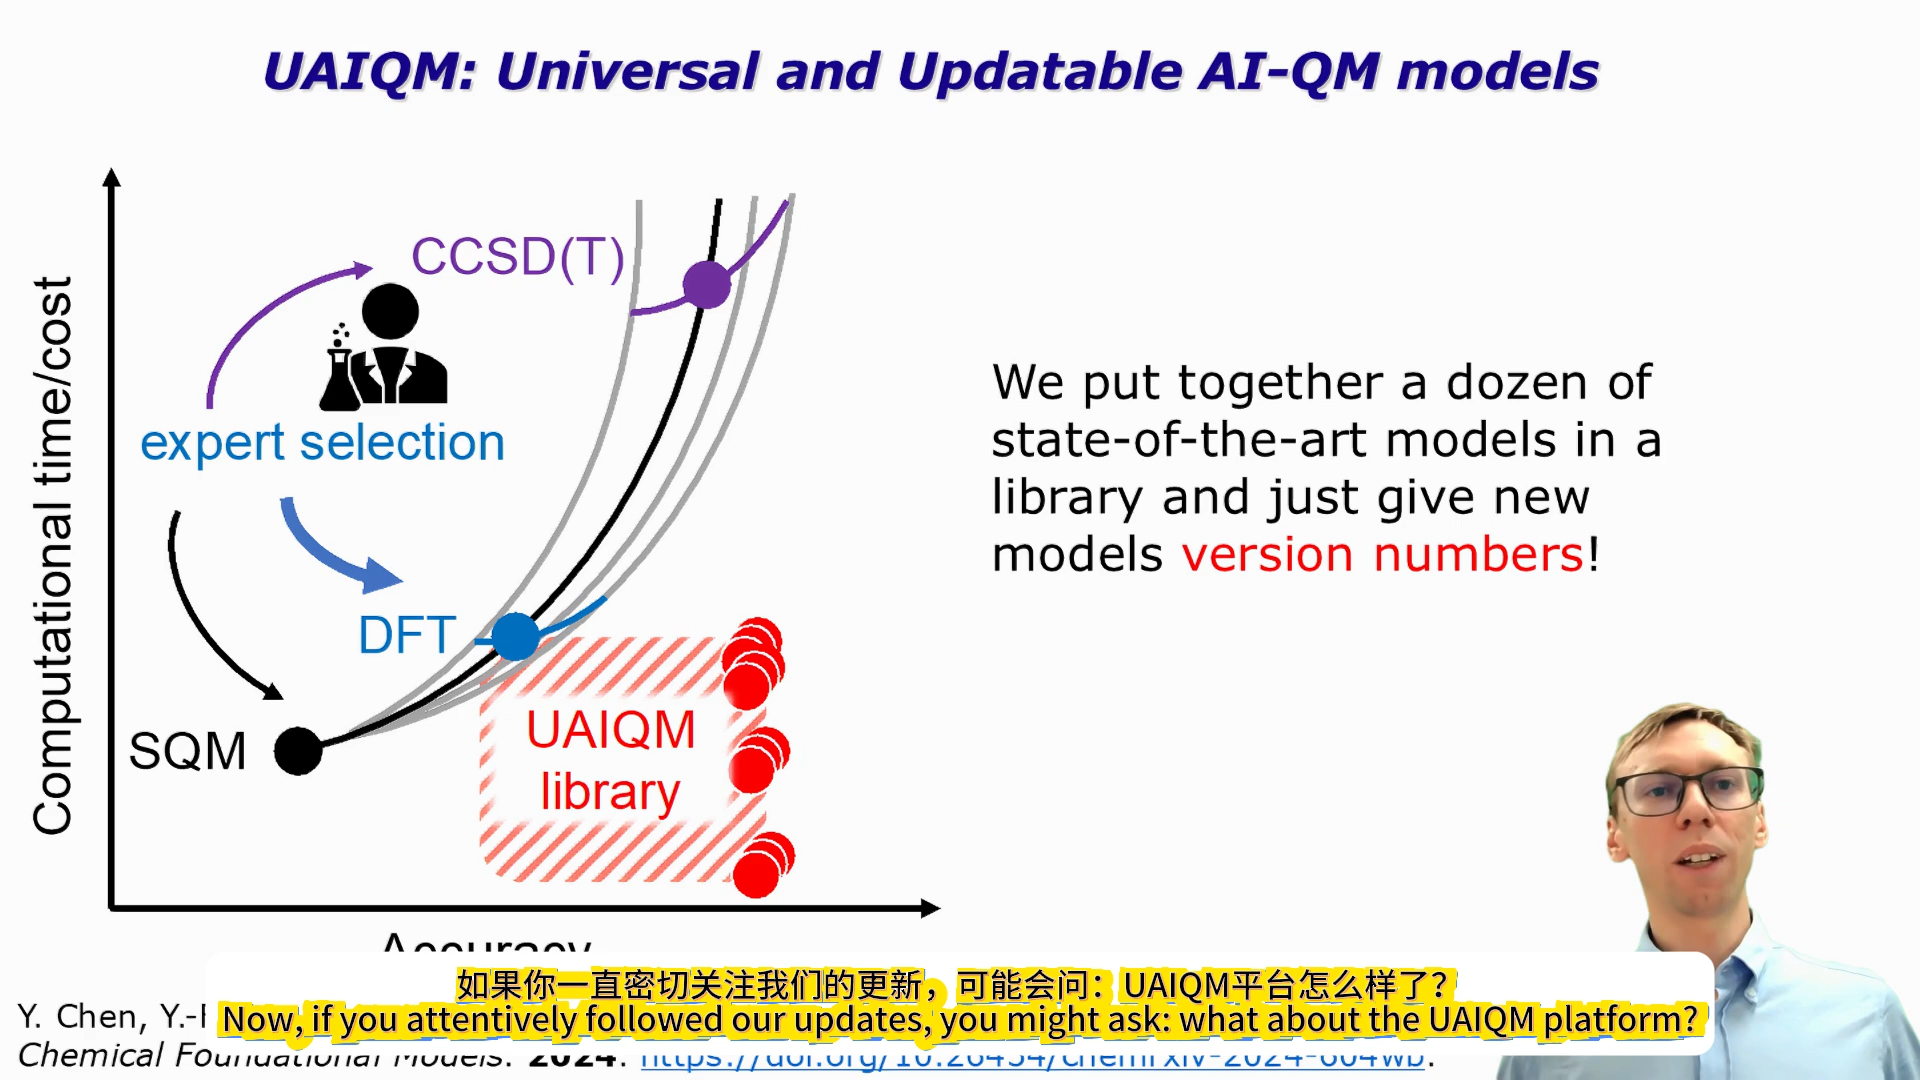 UAIQM: Universal and Updatable AI-QM models
Computational time/cost
CCSD(T)
expert selection
DFT
SQM
UAIQM
library
Accuracy
We put together a dozen of
state-of-the-art models in a
library and just give new
models version numbers!
如果你一直密切关注我们的更新，可能会问：UAIQM平台怎么样了？
Now, if you attentively followed our updates, you might ask: what about the UAIQM platform?
Y. Chen,
Chemical Foundational Models. 2024.